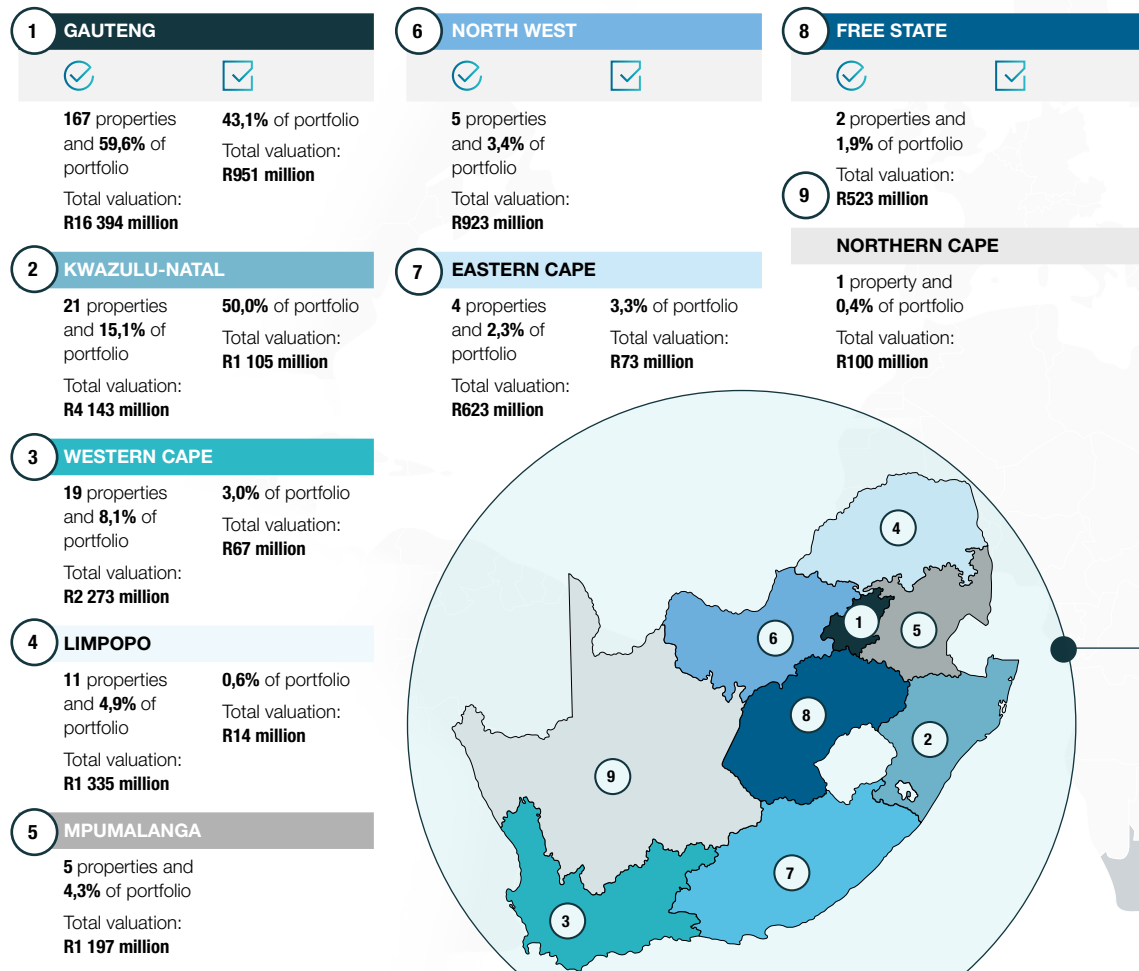 1 GAUTENG
167 properties
and 59,6% of
portfolio
Total valuation:
R16 394 million
43,1% of portfolio
Total valuation:
R951 million
2 KWAZULU-NATAL
21 properties
and 15,1% of
portfolio
Total valuation:
R4 143 million
50,0% of portfolio
Total valuation:
R1 105 million
3 WESTERN CAPE
19 properties
and 8,1% of
portfolio
Total valuation:
R2 273 million
3,0% of portfolio
Total valuation:
R67 million
4 LIMPOPO
11 properties
and 4,9% of
portfolio
Total valuation:
R1 335 million
0,6% of portfolio
Total valuation:
R14 million
5 MPUMALANGA
5 properties and
4,3% of portfolio
Total valuation:
R1 197 million
6 NORTH WEST
5 properties
and 3,4% of
portfolio
Total valuation:
R923 million
7 EASTERN CAPE
4 properties
and 2,3% of
portfolio
Total valuation:
R623 million
3,3% of portfolio
Total valuation:
R73 million
8 FREE STATE
2 properties and
1,9% of portfolio
Total valuation:
R523 million
9
NORTHERN CAPE
1 property and
0,4% of portfolio
Total valuation:
R100 million
4
1
5
6
8
2
9
7
3